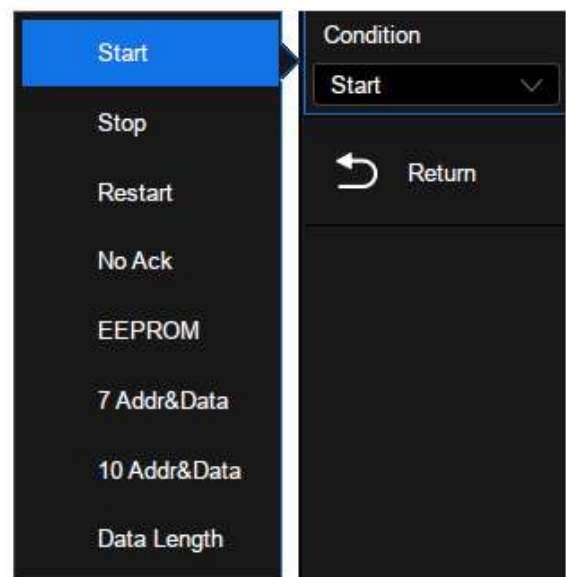 Start
Stop
Restart
No Ack
EEPROM
7 Addr&Data
10 Addr&Data
Data Length
Condition
Start
Return